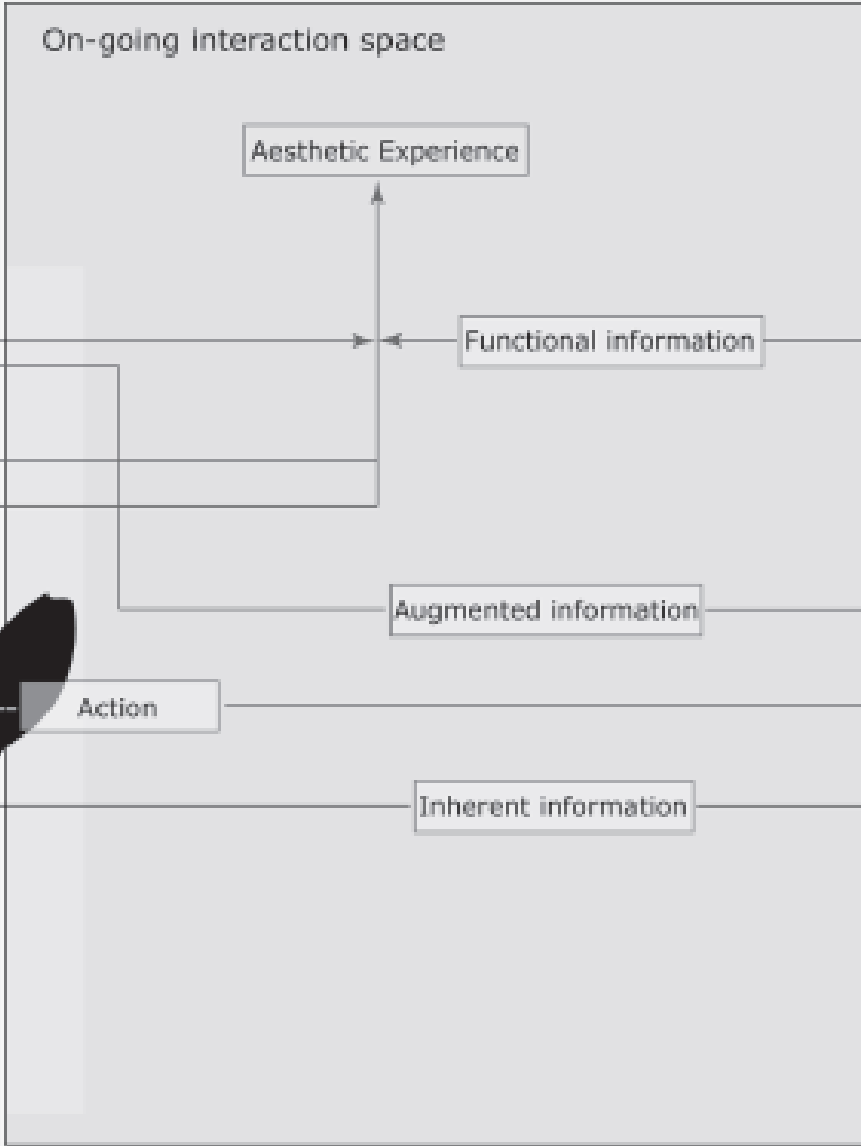 On-going interaction space
Aesthetic Experience
Functional information
Augmented information
Action
Inherent information